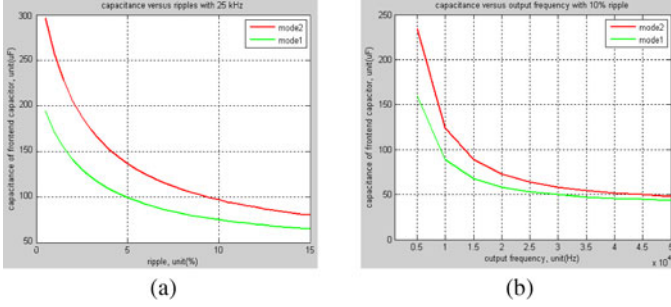 capacitance versus ripples with 25 kHz
300
250
200
150
100
50
0
5
10
15
mode2
mode1
capacitance of frontend capacitor, unit(uF)
ripple, unit(%)
(a)
capacitance versus output frequency with 10% ripple
250
200
150
100
50
0
0.5
1
1.5
2
2.5
3
3.5
4
4.5
5
x 10
mode2
mode1
capacitance of frontend capacitor, unit(uF)
output frequency, unit(Hz)
(b)